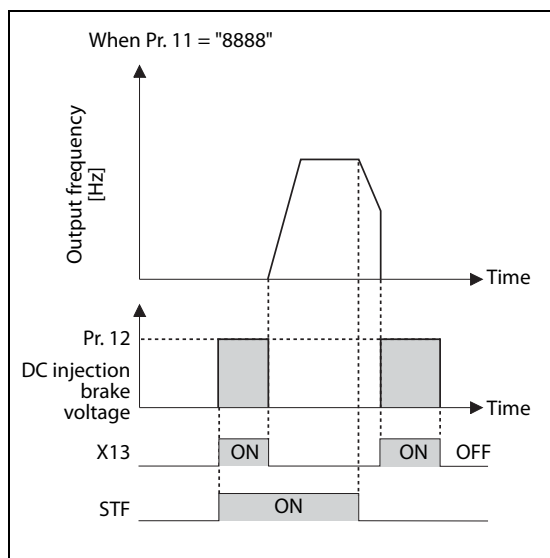 When Pr. 11 = "8888"
Output frequency
[Hz]
Time
Pr. 12
DC injection
brake
voltage
Time
X13
ON
ON
OFF
STF
ON